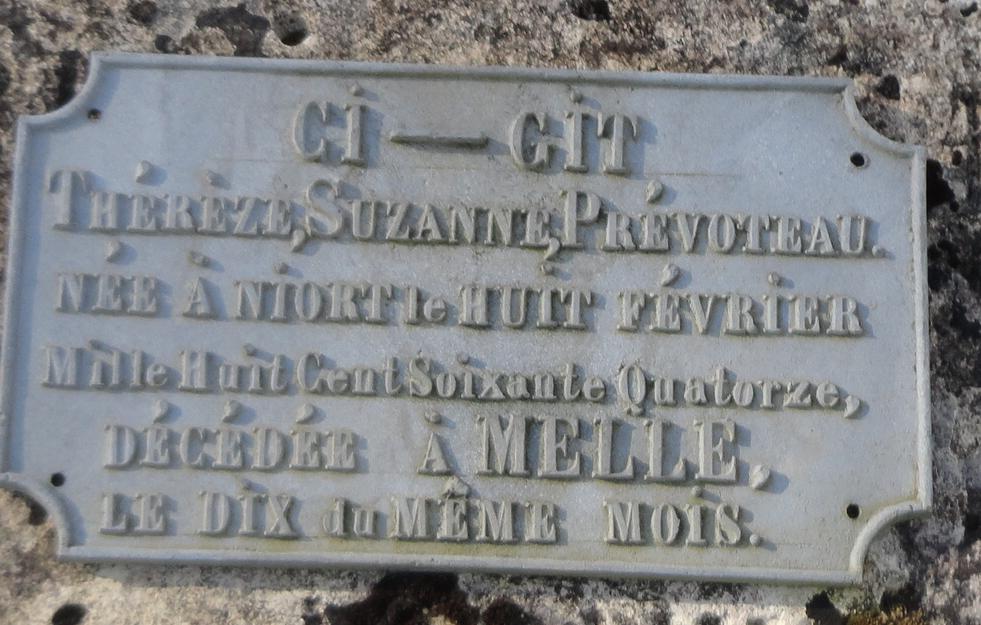 Ci — GiT
THÉRÈZE, SUZANNE, PRÉVOTEAU.
NÉE À NiORT le HUiT FÉVRiER
Mille Huit Cent Soixante Quatorze,
DÉCÉDÉE À MELLE,
LE DiX du MÊME MOiS.